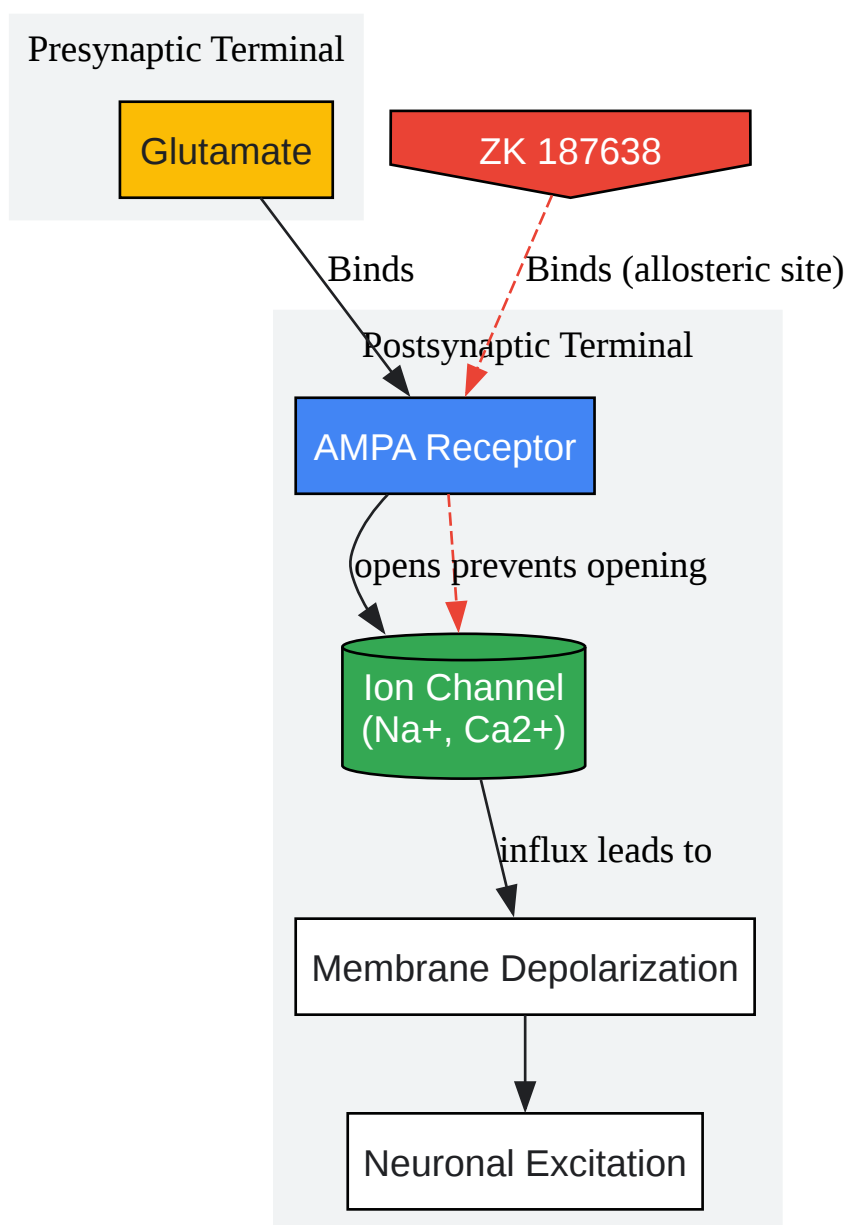 Presynaptic Terminal
Glutamate
ZK 187638
Binds
Binds (allosteric site)
Postsynaptic Terminal
AMPA Receptor
opens
prevents opening
Ion Channel
(Na+, Ca2+)
influx leads to
Membrane Depolarization
Neuronal Excitation